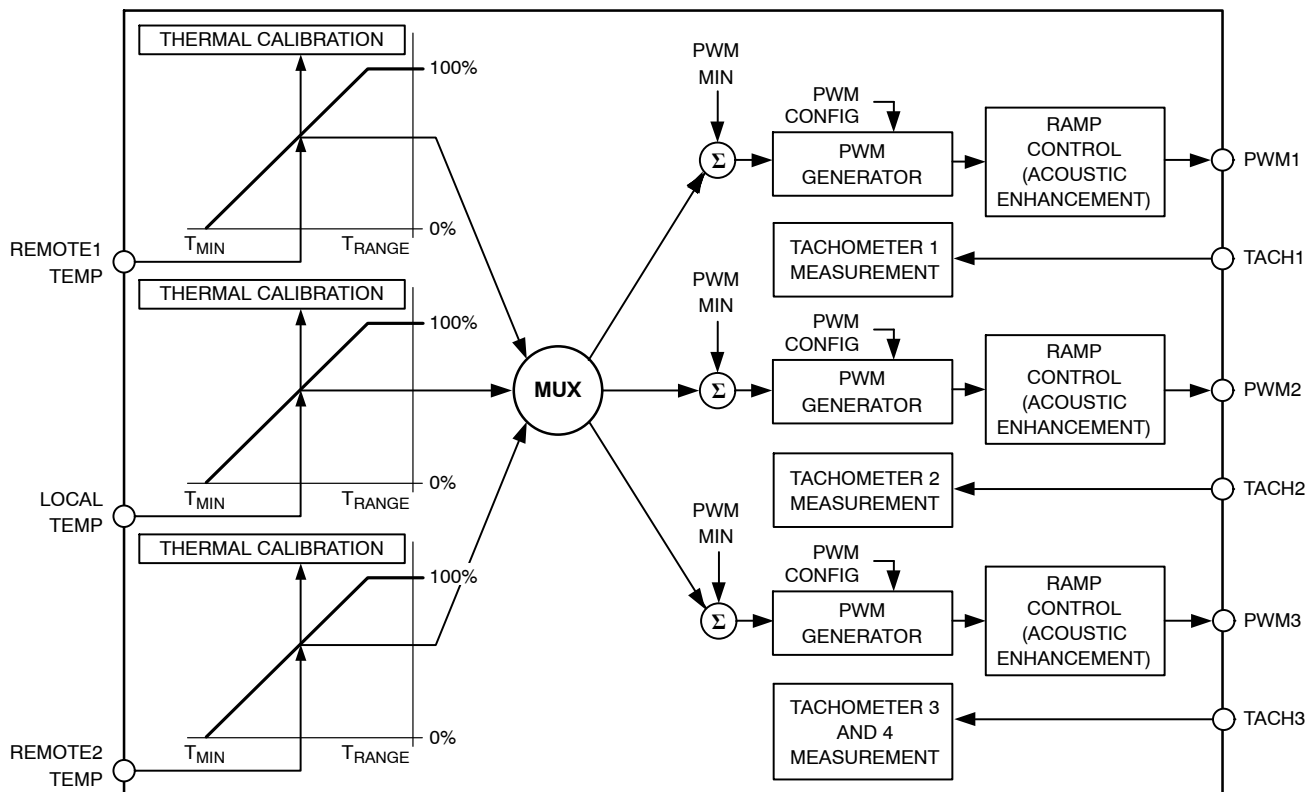 THERMAL CALIBRATION
100%
0%
TMIN
TRANGE
REMOTE1
TEMP
THERMAL CALIBRATION
100%
0%
TMIN
TRANGE
LOCAL
TEMP
THERMAL CALIBRATION
100%
0%
TMIN
TRANGE
REMOTE2
TEMP
MUX
PWM
MIN
Σ
PWM
CONFIG
PWM
GENERATOR
RAMP
CONTROL
(ACOUSTIC
ENHANCEMENT)
PWM1
TACHOMETER 1
MEASUREMENT
TACH1
PWM
MIN
Σ
PWM
CONFIG
PWM
GENERATOR
RAMP
CONTROL
(ACOUSTIC
ENHANCEMENT)
PWM2
TACHOMETER 2
MEASUREMENT
TACH2
PWM
MIN
Σ
PWM
CONFIG
PWM
GENERATOR
RAMP
CONTROL
(ACOUSTIC
ENHANCEMENT)
PWM3
TACHOMETER 3
AND 4
MEASUREMENT
TACH3